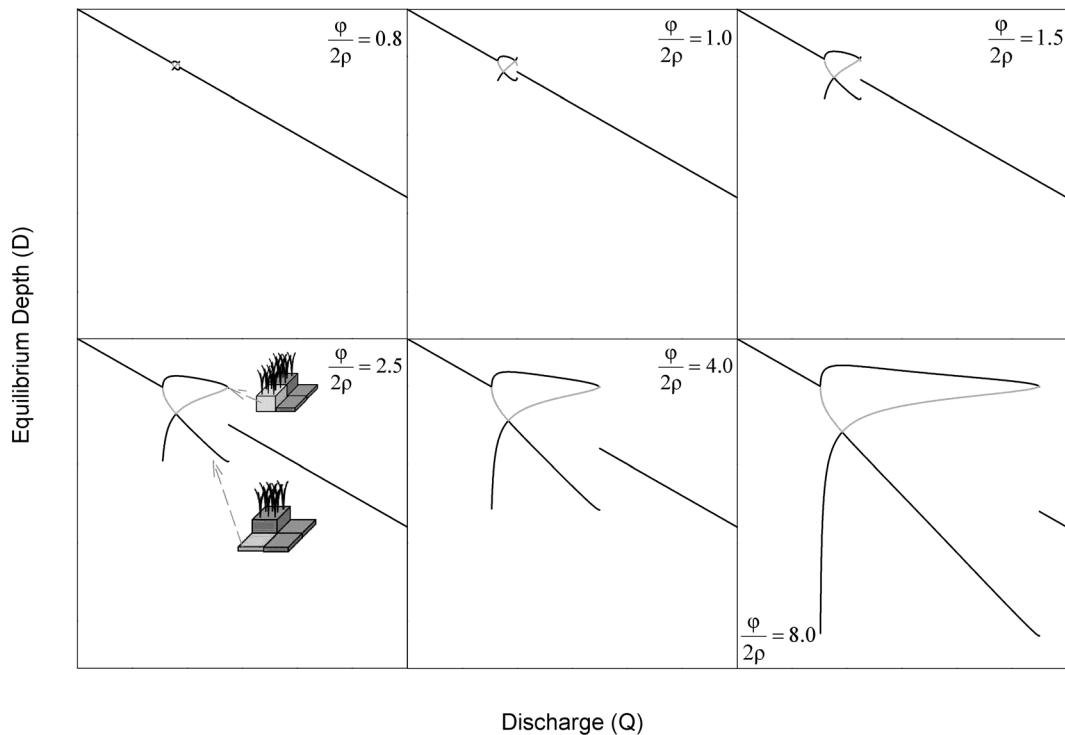 φ/2ρ = 0.8
φ/2ρ = 1.0
φ/2ρ = 1.5
Equilibrium Depth (D)
φ/2ρ = 2.5
φ/2ρ = 4.0
φ/2ρ = 8.0
Discharge (Q)